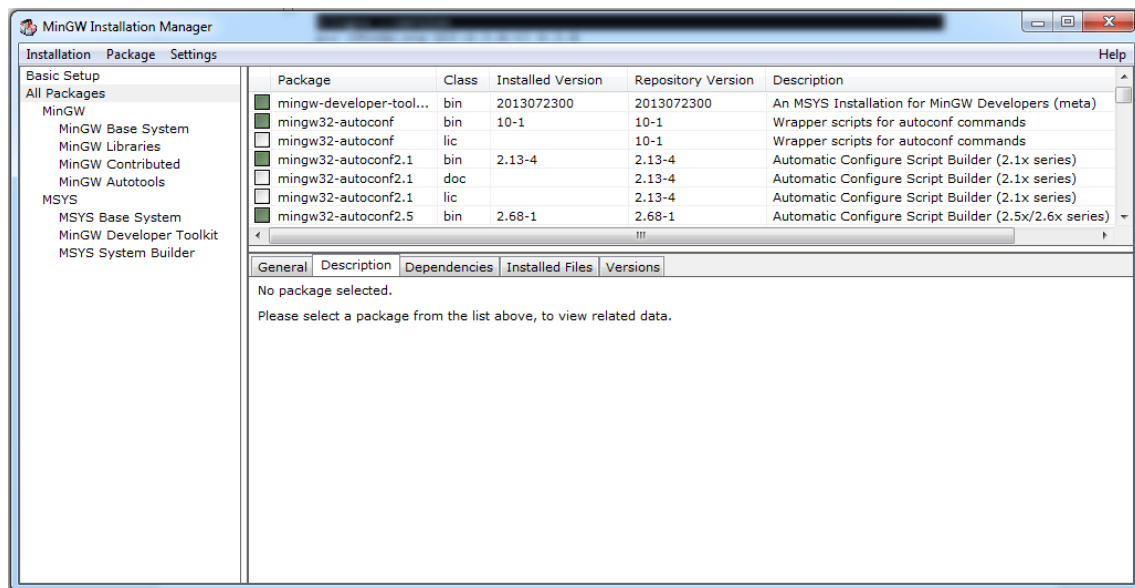 MinGW Installation Manager
Installation Package Settings Help
Basic Setup
All Packages
MinGW
MinGW Base System
MinGW Libraries
MinGW Contributed
MinGW Autotools
MSYS
MSYS Base System
MinGW Developer Toolkit
MSYS System Builder
Package Class Installed Version Repository Version Description
mingw-developer-tool... bin 2013072300 2013072300 An MSYS Installation for MinGW Developers (meta)
mingw32-autoconf bin 10-1 10-1 Wrapper scripts for autoconf commands
mingw32-autoconf lic 10-1 Wrapper scripts for autoconf commands
mingw32-autoconf2.1 bin 2.13-4 2.13-4 Automatic Configure Script Builder (2.1x series)
mingw32-autoconf2.1 doc 2.13-4 Automatic Configure Script Builder (2.1x series)
mingw32-autoconf2.1 lic 2.13-4 Automatic Configure Script Builder (2.1x series)
mingw32-autoconf2.5 bin 2.68-1 2.68-1 Automatic Configure Script Builder (2.5x/2.6x series)
General Description Dependencies Installed Files Versions
No package selected.
Please select a package from the list above, to view related data.